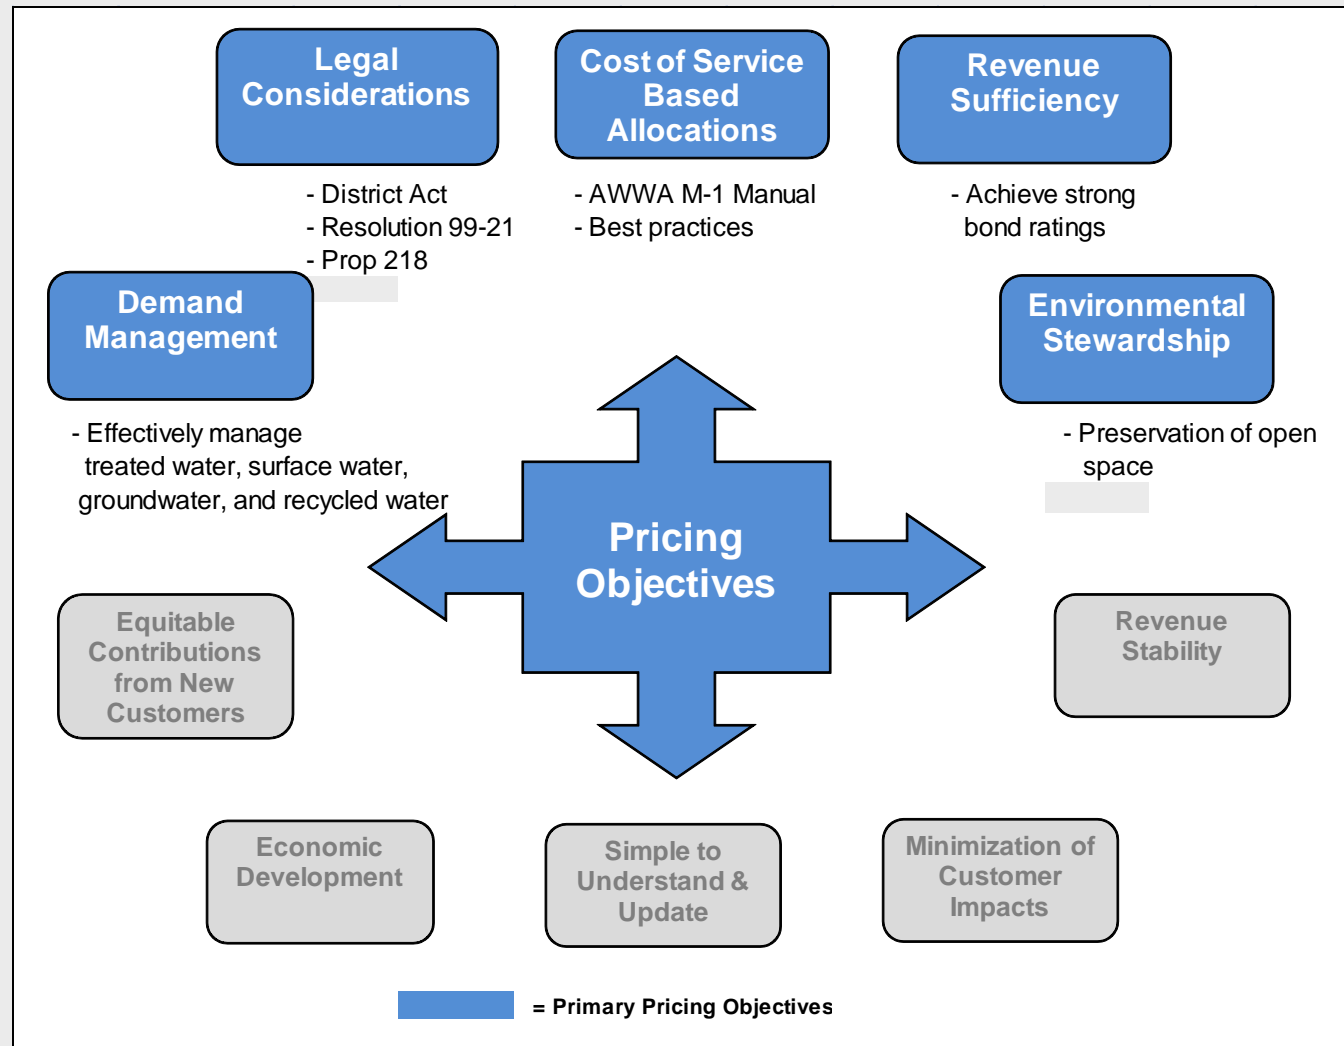 Legal
Considerations
- District Act
- Resolution 99-21
- Prop 218
Cost of Service
Based
Allocations
- AWWA M-1 Manual
- Best practices
Revenue
Sufficiency
- Achieve strong
bond ratings
Demand
Management
- Effectively manage
treated water, surface water,
groundwater, and recycled water
Environmental
Stewardship
- Preservation of open
space
Pricing
Objectives
Equitable
Contributions
from New
Customers
Revenue
Stability
Economic
Development
Simple to
Understand &
Update
Minimization of
Customer
Impacts
= Primary Pricing Objectives